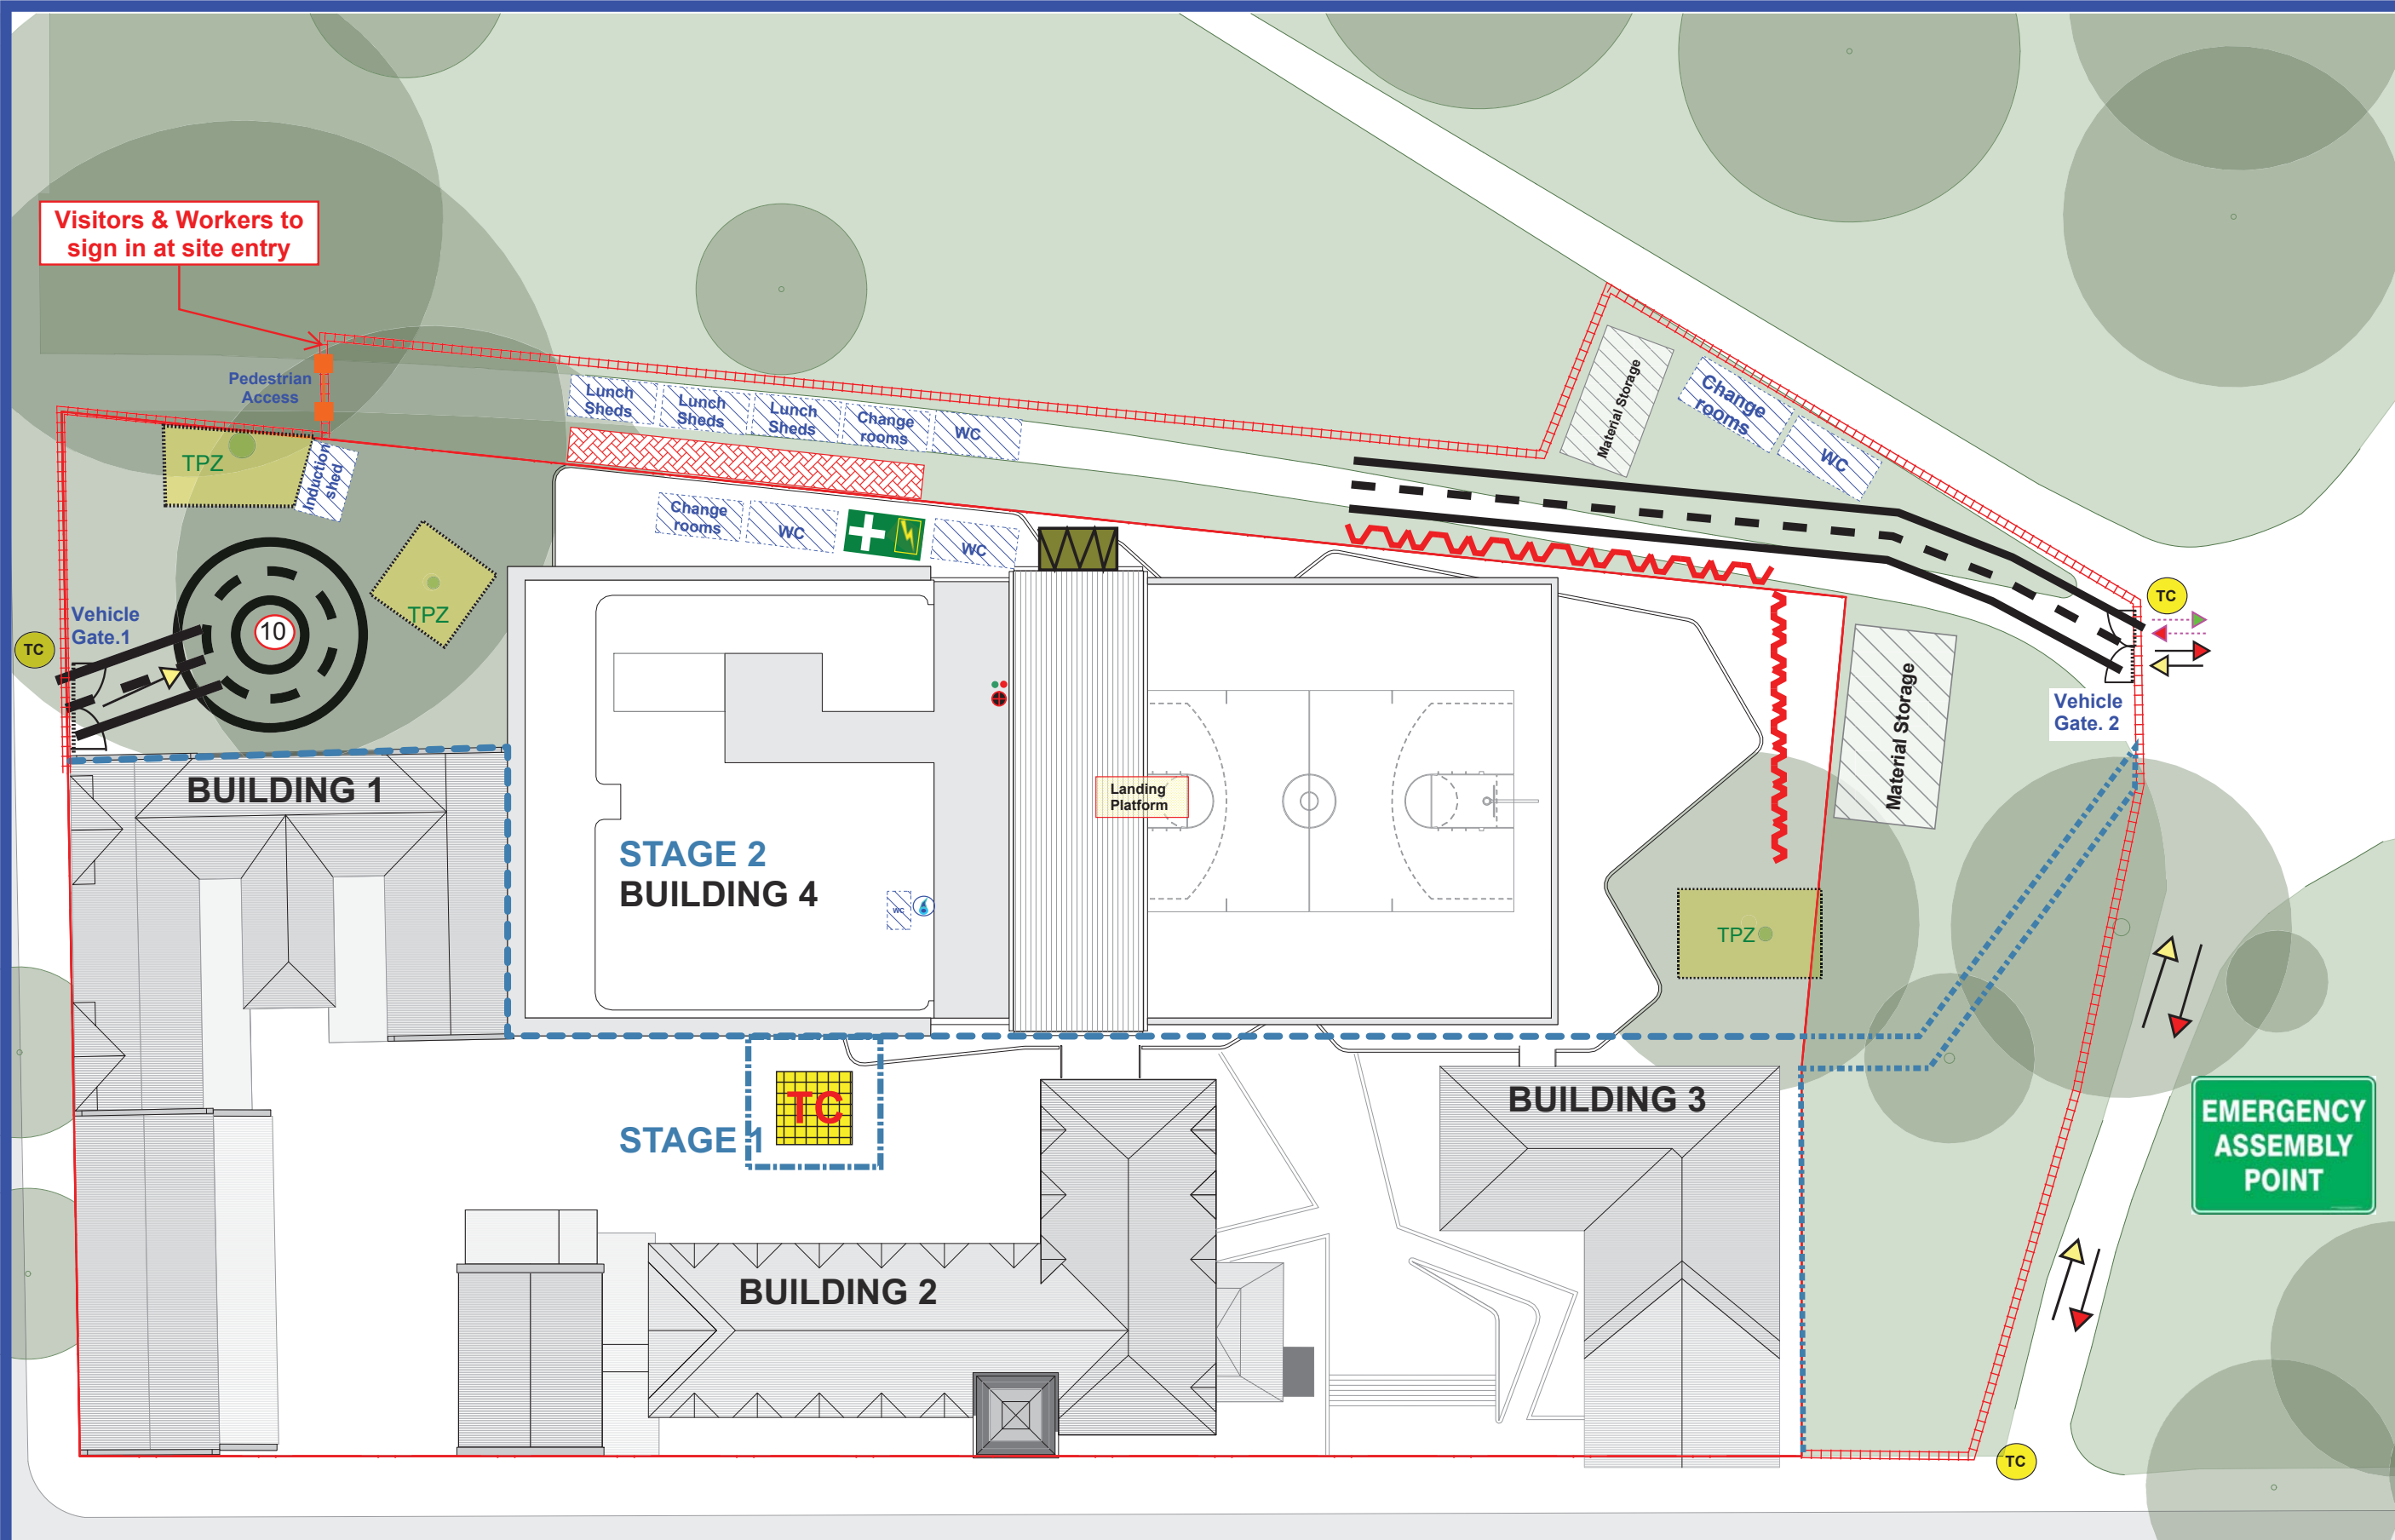 Visitors & Workers to
sign in at site entry
Pedestrian
Access
Lunch
Sheds
Lunch
Sheds
Lunch
Sheds
Change
rooms
WC
Material Storage
Change
rooms
WC
TPZ
Induction
shed
Change
rooms
WC
WC
TPZ
Vehicle
Gate.1
TC
10
TC
Vehicle
Gate. 2
Material Storage
BUILDING 1
Landing
Platform
STAGE 2
BUILDING 4
WC
TPZ
TC
STAGE 1
BUILDING 3
EMERGENCY
ASSEMBLY
POINT
BUILDING 2
TC